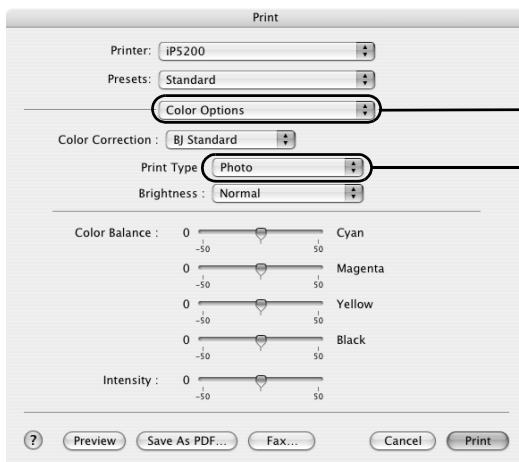 Print
Printer: iP5200
Presets: Standard
Color Options
Color Correction : BJ Standard
Print Type Photo
Brightness : Normal
Color Balance : 0 Cyan
-50 50
0 Magenta
-50 50
0 Yellow
-50 50
0 Black
-50 50
Intensity : 0
-50 50
? Preview Save As PDF... Fax... Cancel Print